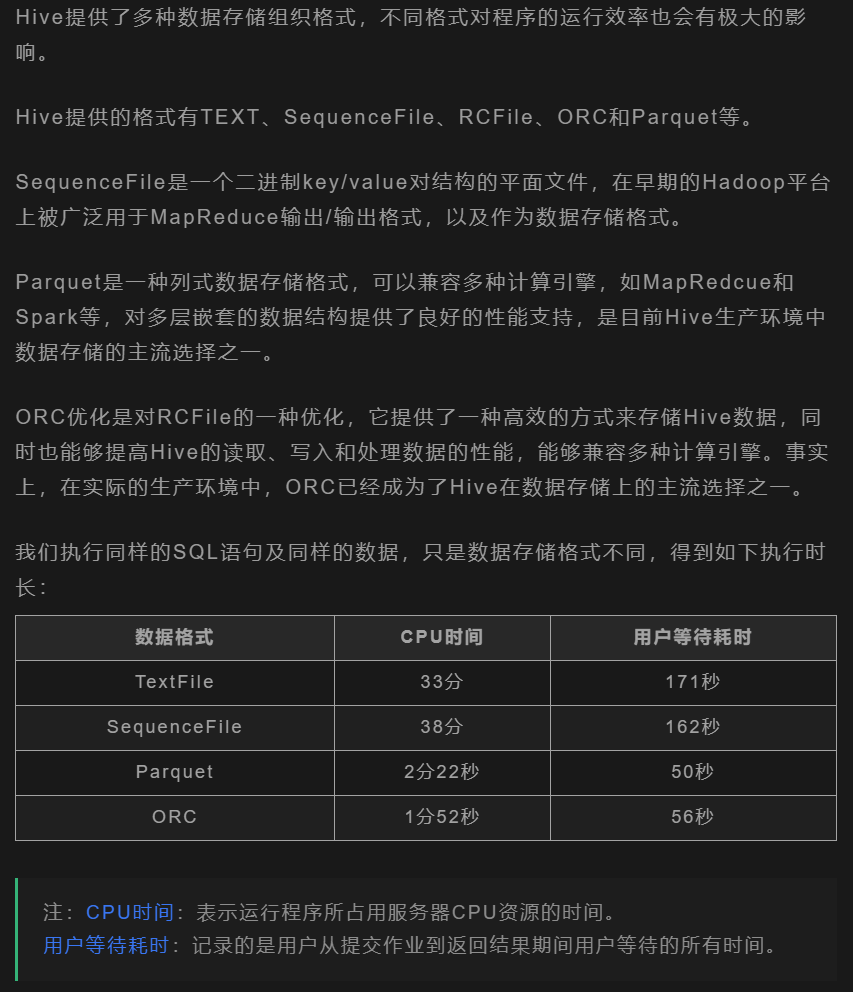 Hive提供了多种数据存储组织格式，不同格式对程序的运行效率也会有极大的影
响。
Hive提供的格式有TEXT、SequenceFile、RCFile、ORC和Parquet等。
SequenceFile是一个二进制key/value对结构的平面文件，在早期的Hadoop平台
上被广泛用于MapReduce输出/输出格式，以及作为数据存储格式。
Parquet是一种列式数据存储格式，可以兼容多种计算引擎，如MapRedcue和
Spark等，对多层嵌套的数据结构提供了良好的性能支持，是目前Hive生产环境中
数据存储的主流选择之一。
ORC优化是对RCFile的一种优化，它提供了一种高效的方式来存储Hive数据，同
时也能够提高Hive的读取、写入和处理数据的性能，能够兼容多种计算引擎。事实
上，在实际的生产环境中，ORC已经成为了Hive在数据存储上的主流选择之一。
我们执行同样的SQL语句及同样的数据，只是数据存储格式不同，得到如下执行时
长：
数据格式 CPU时间 用户等待耗时
TextFile 33分 171秒
SequenceFile 38分 162秒
Parquet 2分22秒 50秒
ORC 1分52秒 56秒
注：CPU时间：表示运行程序所占用服务器CPU资源的时间。
用户等待耗时：记录的是用户从提交作业到返回结果期间用户等待的所有时间。